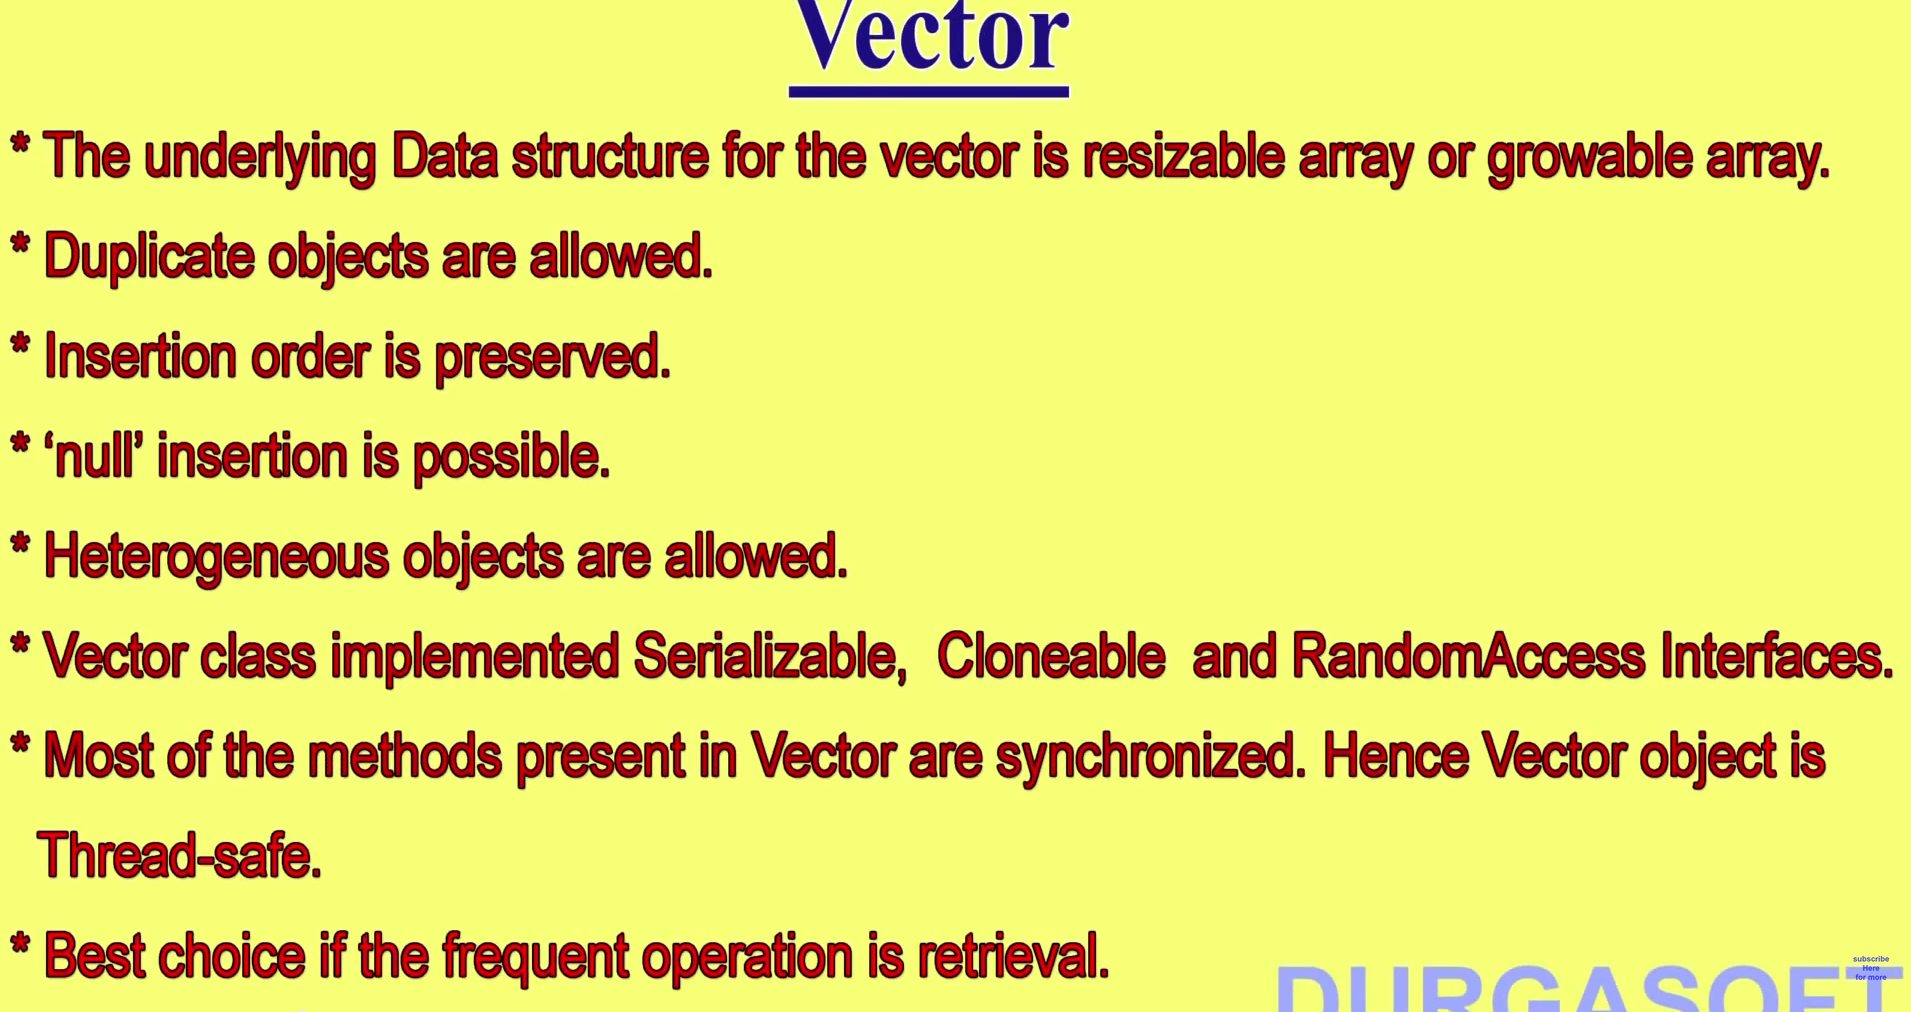 Vector
* The underlying Data structure for the vector is resizable array or growable array.
* Duplicate objects are allowed.
* Insertion order is preserved.
* ‘null’ insertion is possible.
* Heterogeneous objects are allowed.
* Vector class implemented Serializable,  Cloneable  and RandomAccess Interfaces.
* Most of the methods present in Vector are synchronized. Hence Vector object is
Thread-safe.
* Best choice if the frequent operation is retrieval.
DURGASOFT
subscribe
Here
for more